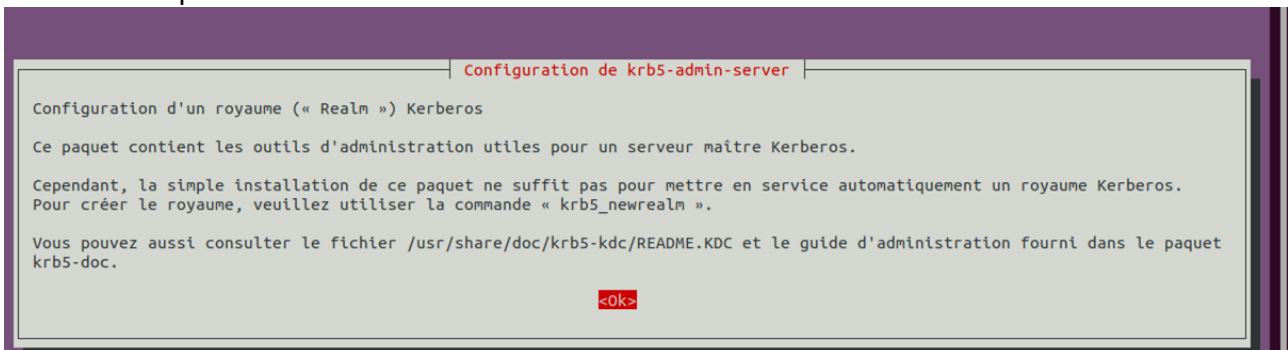 Configuration de krb5-admin-server
Configuration d'un royaume (« Realm ») Kerberos
Ce paquet contient les outils d'administration utiles pour un serveur maître Kerberos.
Cependant, la simple installation de ce paquet ne suffit pas pour mettre en service automatiquement un royaume Kerberos.
Pour créer le royaume, veuillez utiliser la commande « krb5_newrealm ».
Vous pouvez aussi consulter le fichier /usr/share/doc/krb5-kdc/README.KDC et le guide d'administration fourni dans le paquet
krb5-doc.
<Ok>